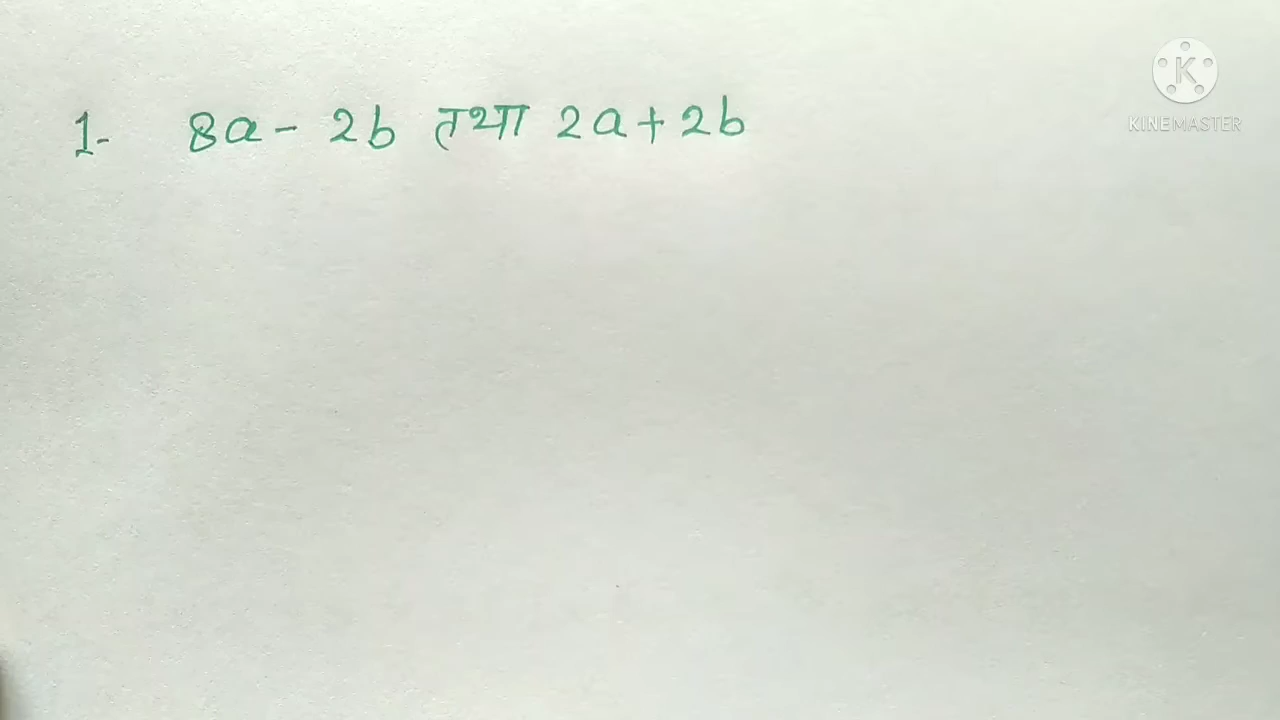 1- 8a - 2b तथा 2a + 2b
K
KINEMASTER